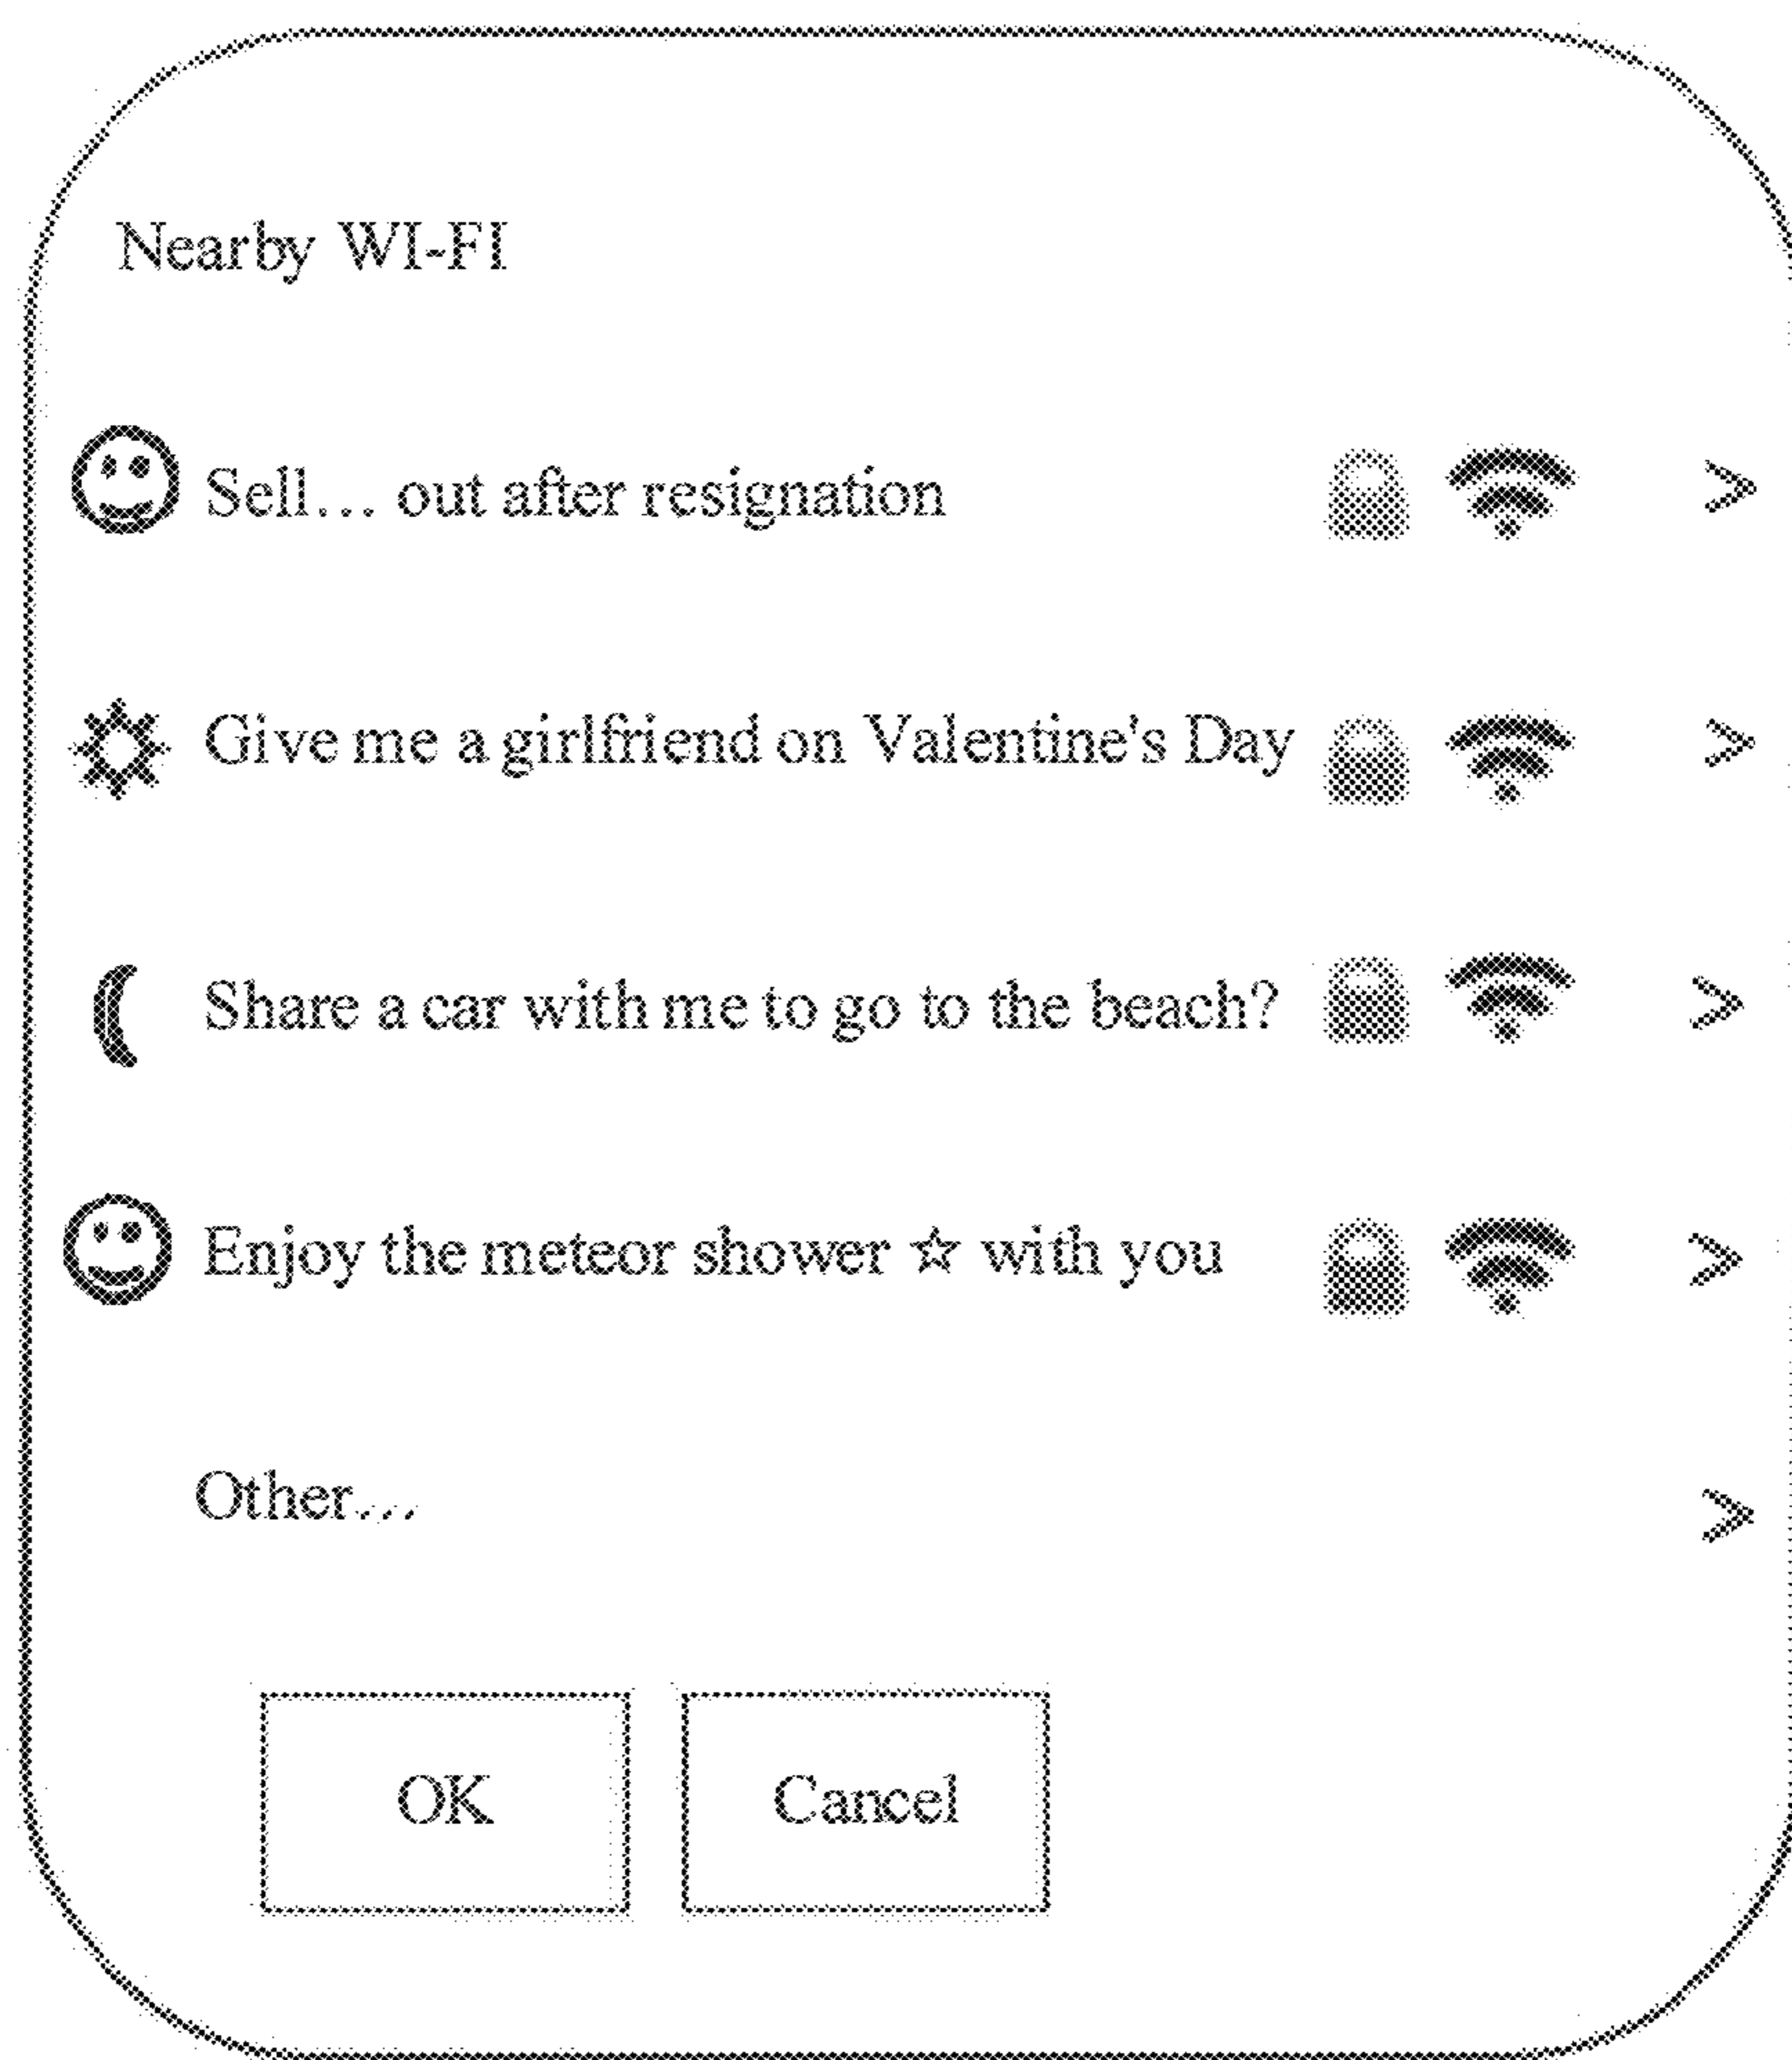 Nearby WI-FI
Sell... out after resignation >
Give me a girlfriend on Valentine's Day >
Share a car with me to go to the beach? >
Enjoy the meteor shower ☆ with you >
Other... >
OK Cancel